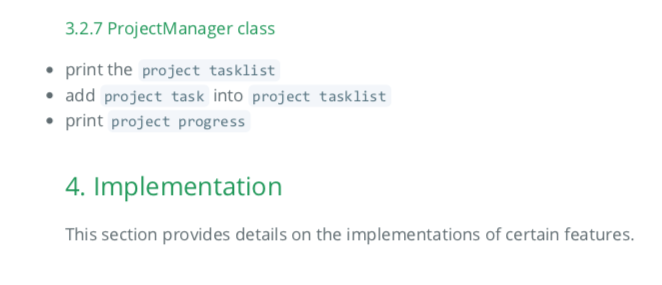 3.2.7 ProjectManager class
• print the project tasklist
• add project task into project tasklist
• print project progress
4. Implementation
This section provides details on the implementations of certain features.